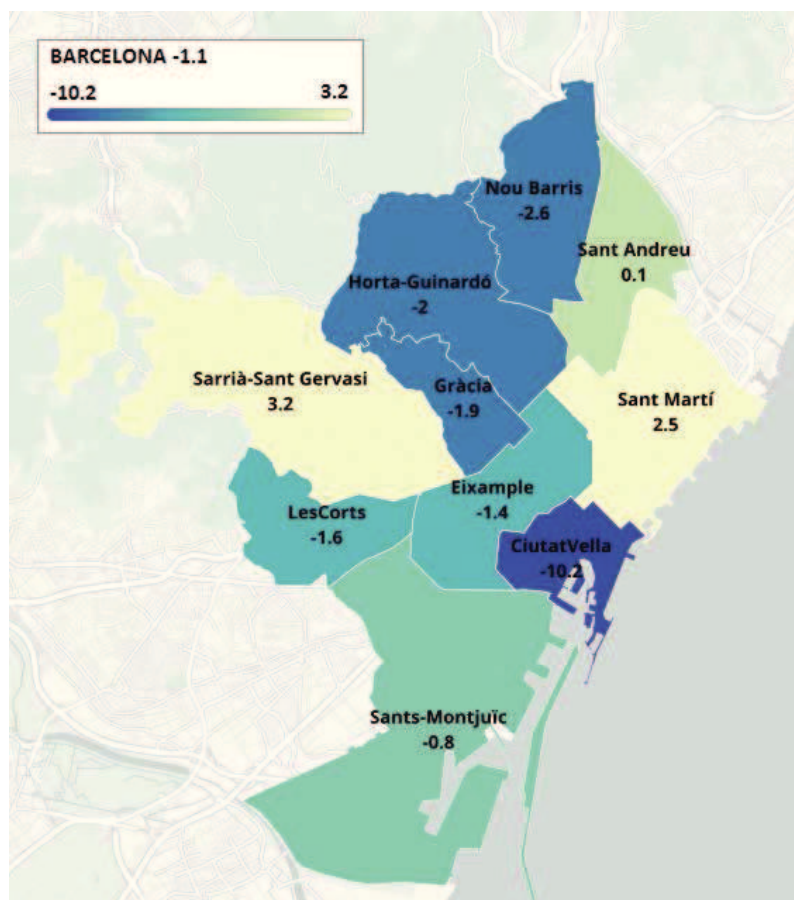 BARCELONA -1.1
-10.2 3.2
Nou Barris
-2.6
Sant Andreu
0.1
Horta-Guinardó
-2
Sarrià-Sant Gervasi
3.2
Gràcia
-1.9
Sant Martí
2.5
Eixample
-1.4
LesCorts
-1.6
CiutatVella
-10.2
Sants-Montjuïc
-0.8